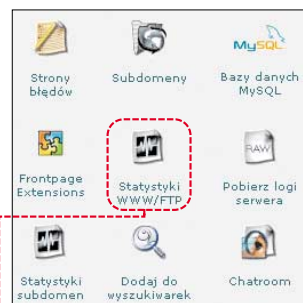 MySQL
Strony błędów
Subdomeny
Bazy danych MySQL
RAW
Frontpage Extensions
Statystyki WWW/FTP
Pobierz logi serwera
Statystyki subdomen
Dodaj do wyszukiwarek
Chatroom